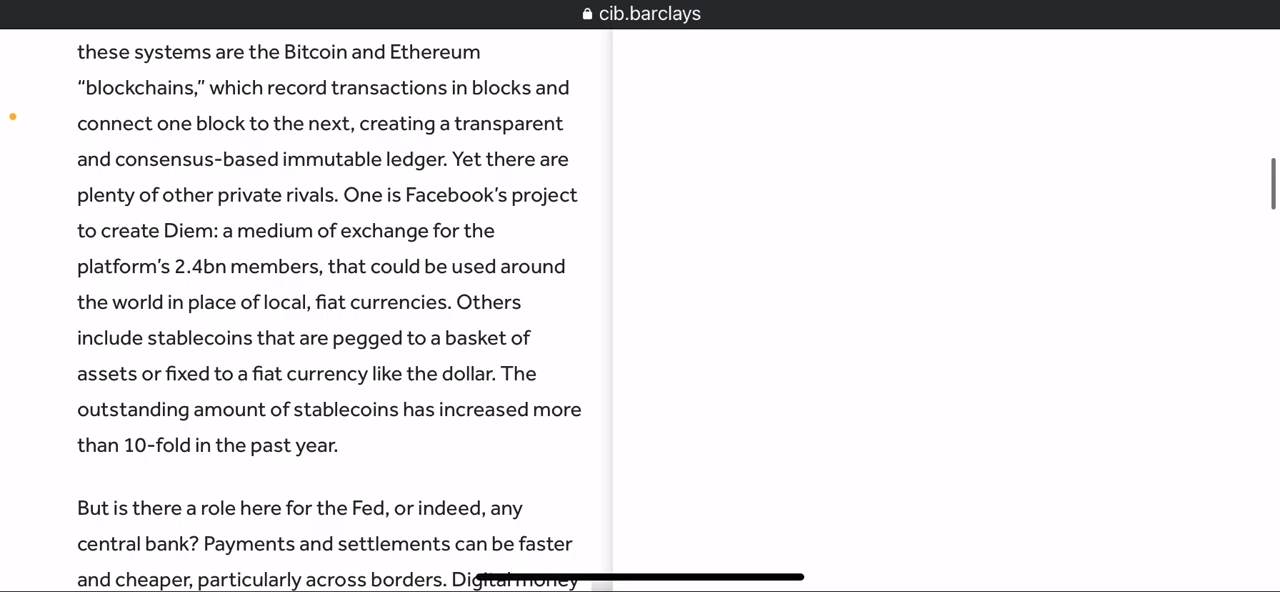 cib.barclays
these systems are the Bitcoin and Ethereum
“blockchains,” which record transactions in blocks and
connect one block to the next, creating a transparent
and consensus-based immutable ledger. Yet there are
plenty of other private rivals. One is Facebook’s project
to create Diem: a medium of exchange for the
platform’s 2.4bn members, that could be used around
the world in place of local, fiat currencies. Others
include stablecoins that are pegged to a basket of
assets or fixed to a fiat currency like the dollar. The
outstanding amount of stablecoins has increased more
than 10-fold in the past year.
But is there a role here for the Fed, or indeed, any
central bank? Payments and settlements can be faster
and cheaper, particularly across borders. Digital money